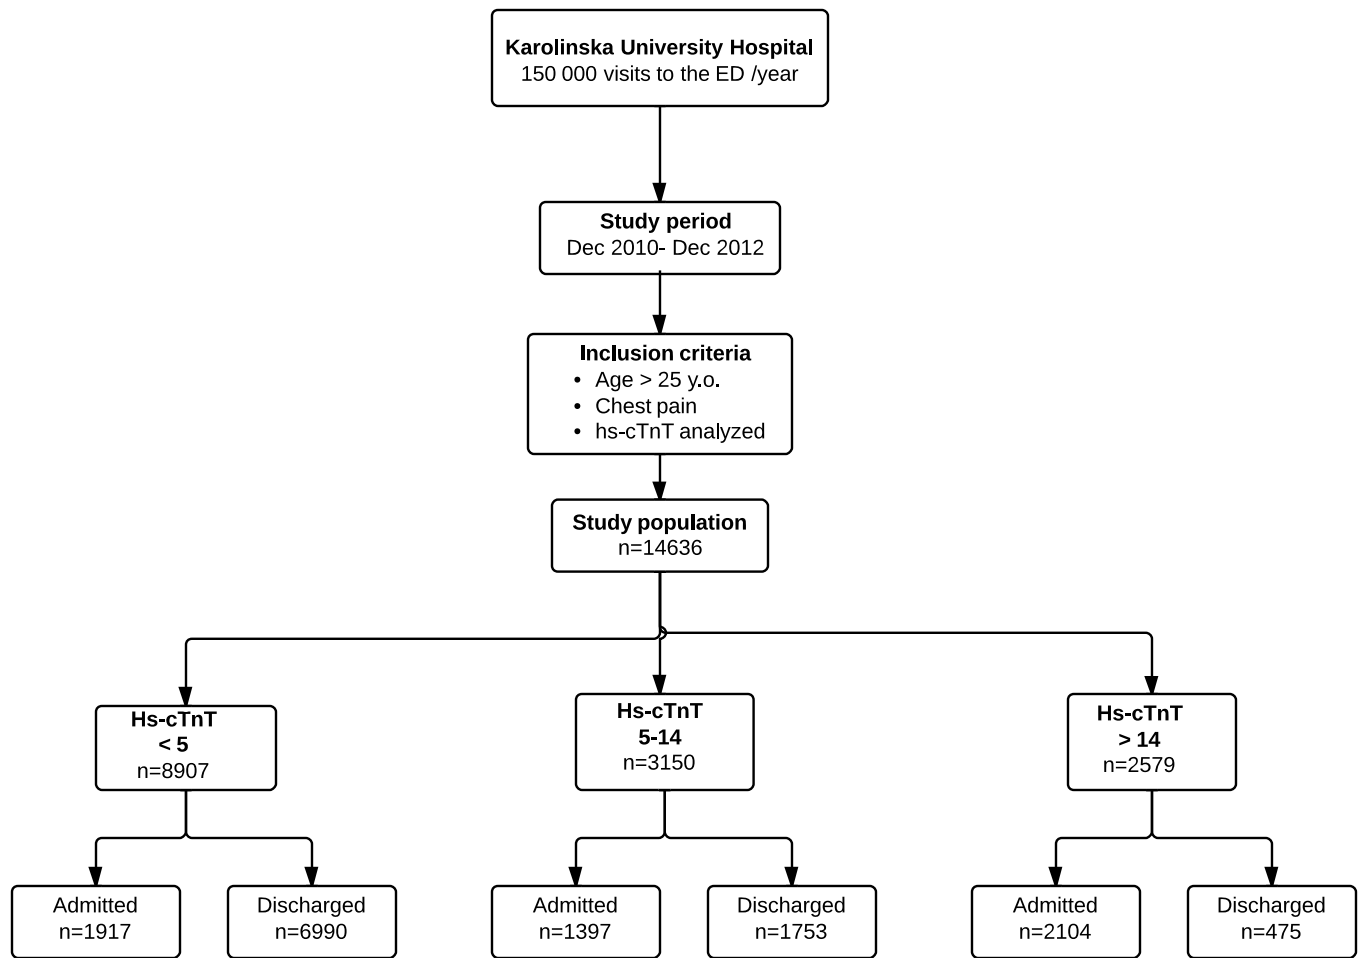 Karolinska University Hospital
150 000 visits to the ED /year
Study period
Dec 2010- Dec 2012
Inclusion criteria
• Age > 25 y.o.
• Chest pain
• hs-cTnT analyzed
Study population
n=14636
Hs-cTnT
< 5
n=8907
Hs-cTnT
5-14
n=3150
Hs-cTnT
> 14
n=2579
Admitted
n=1917
Discharged
n=6990
Admitted
n=1397
Discharged
n=1753
Admitted
n=2104
Discharged
n=475